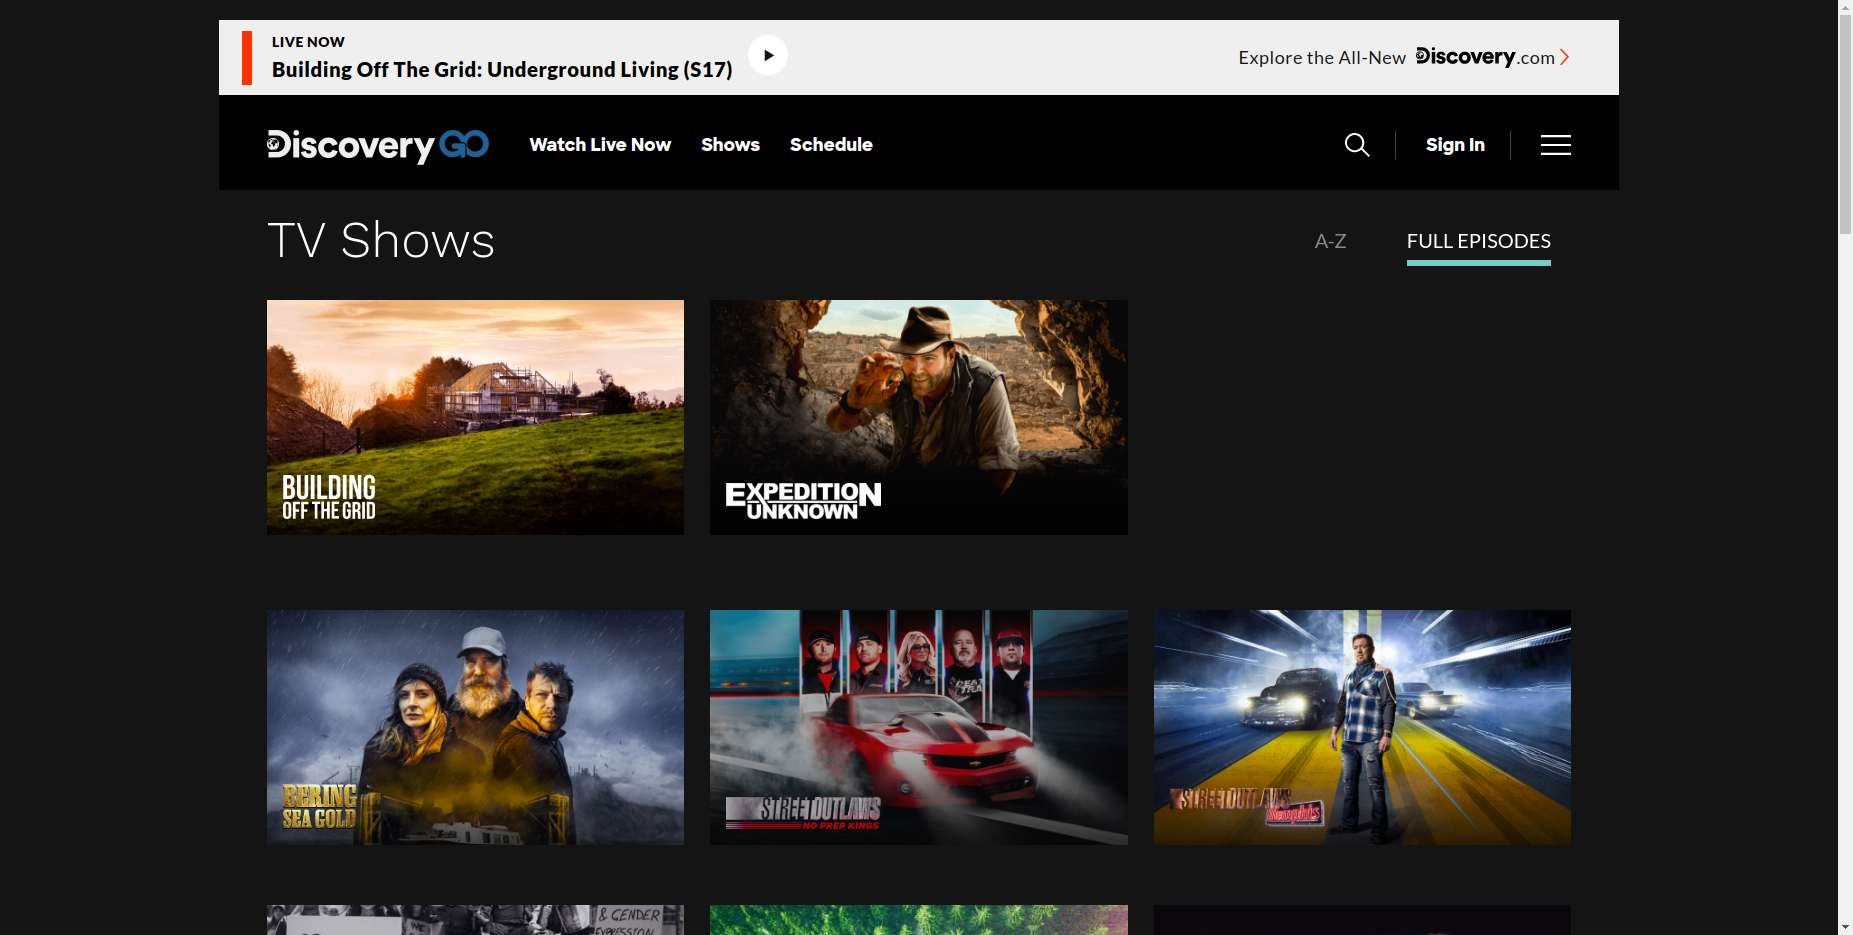 LIVE NOW
Building Off The Grid: Underground Living (S17)
Explore the All-New Discovery.com
Discovery GO
Watch Live Now
Shows
Schedule
Sign In
TV Shows
A-Z
FULL EPISODES
BUILDING
OFF THE GRID
EXPEDITION
UNKNOWN
BERING
SEA GOLD
STREET OUTLAWS
NO PREP KINGS
STREET OUTLAWS
Memphis
& GENDER
EXPRESSION